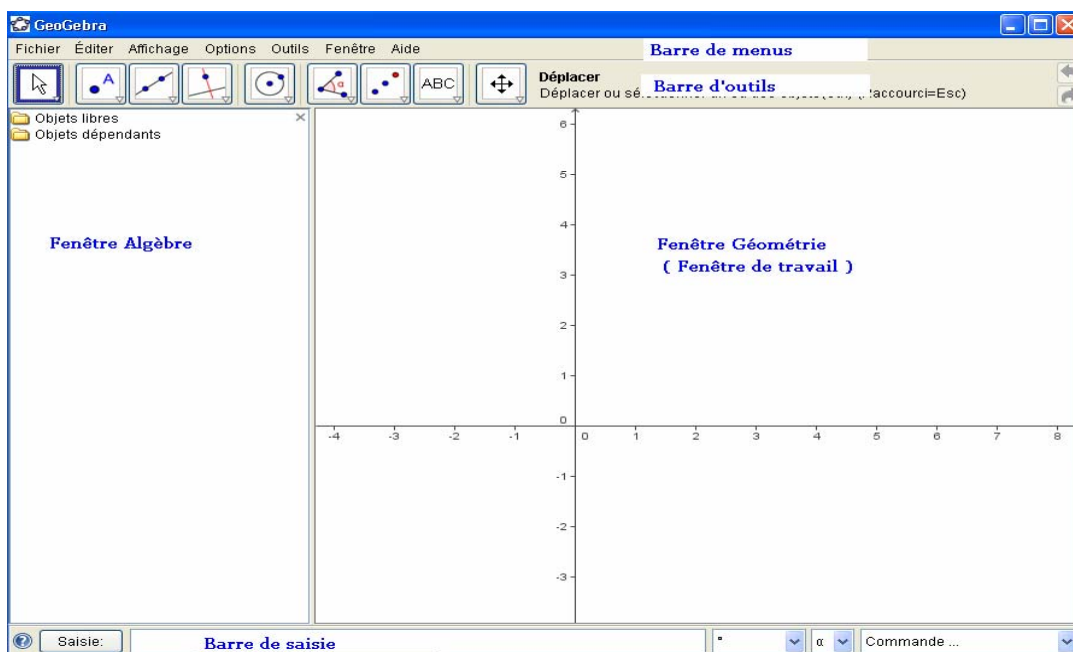 GeoGebra
Fichier Éditer Affichage Options Outils Fenêtre Aide
Barre de menus
A
α
ABC
Déplacer
Déplacer ou
Barre d'outils
accourci=Esc)
Objets libres
Objets dépendants
Fenêtre Algèbre
Fenêtre Géométrie
( Fenêtre de travail )
6
5
4
3
2
1
0
-4 -3 -2 -1 0 1 2 3 4 5 6 7 8
-1
-2
-3
Saisie:
Barre de saisie
°
α
Commande ...